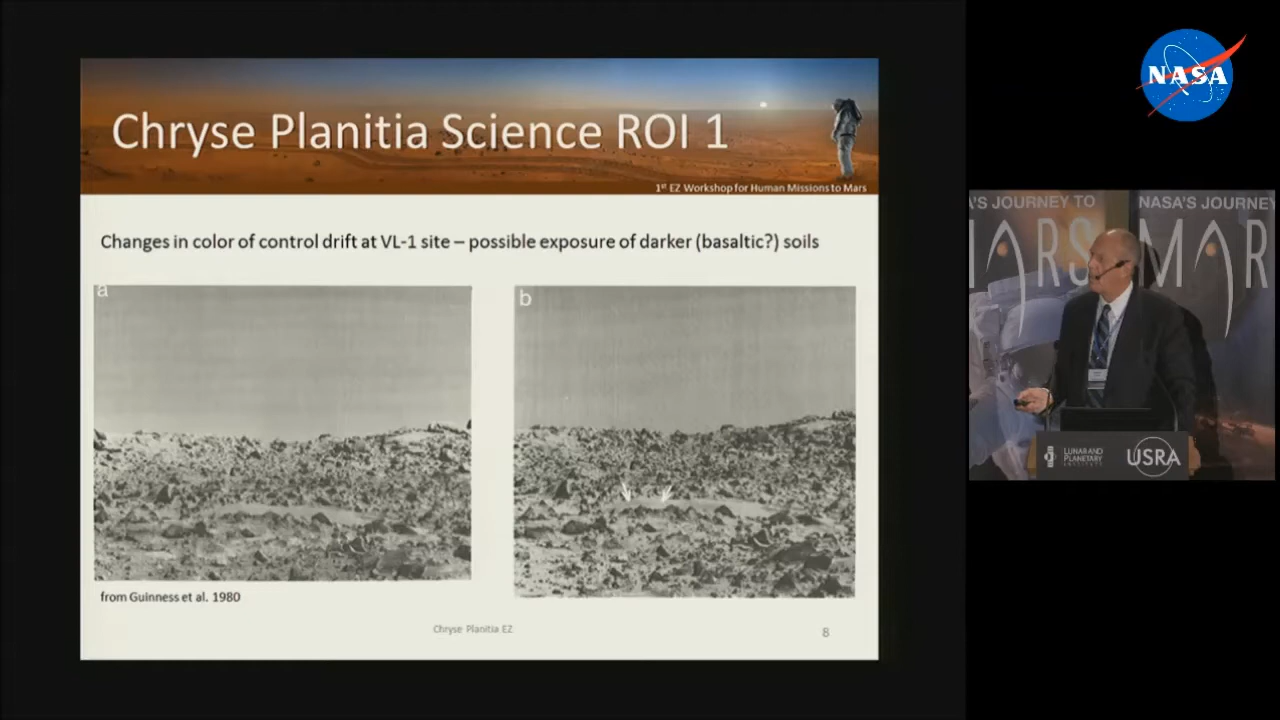 Chryse Planitia Science ROI 1
1st EZ Workshop for Human Missions to Mars
Changes in color of control drift at VL-1 site – possible exposure of darker (basaltic?) soils
a
b
from Guinness et al. 1980
Chryse Planitia EZ
8
NASA
'S JOURNEY TO
NASA'S JOURNEY
MARS
MAR
LUNAR AND
PLANETARY
INSTITUTE
USRA